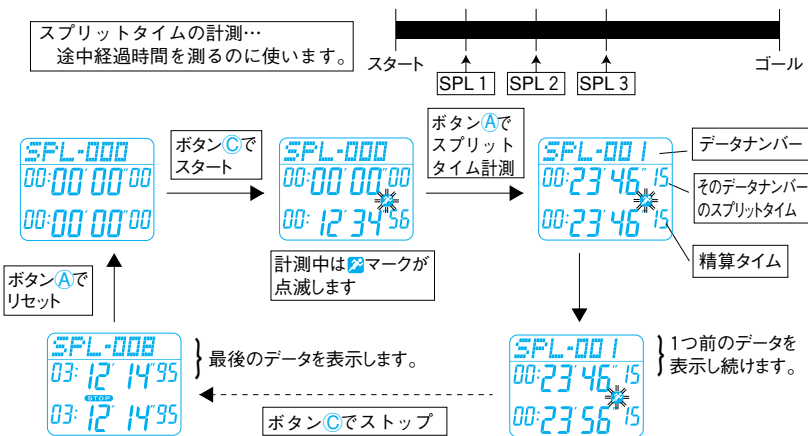 スプリットタイムの計測…
途中経過時間を測るのに使います。
スタート
ゴール
SPL 1
SPL 2
SPL 3
SPL-000
00:00'00"00
00:00'00"00
ボタンⒸで
スタート
SPL-000
00:00'00"00
00:12'34"56
計測中は マークが
点滅します
ボタンⒶで
スプリット
タイム計測
SPL-001
00:23'46"15
00:23'46"15
データナンバー
そのデータナンバー
のスプリットタイム
精算タイム
SPL-001
00:23'46"15
00:23'56"15
1つ前のデータを
表示し続けます。
ボタンⒸでストップ
SPL-008
03:12'14"95
STOP
03:12'14"95
最後のデータを表示します。
ボタンⒶで
リセット